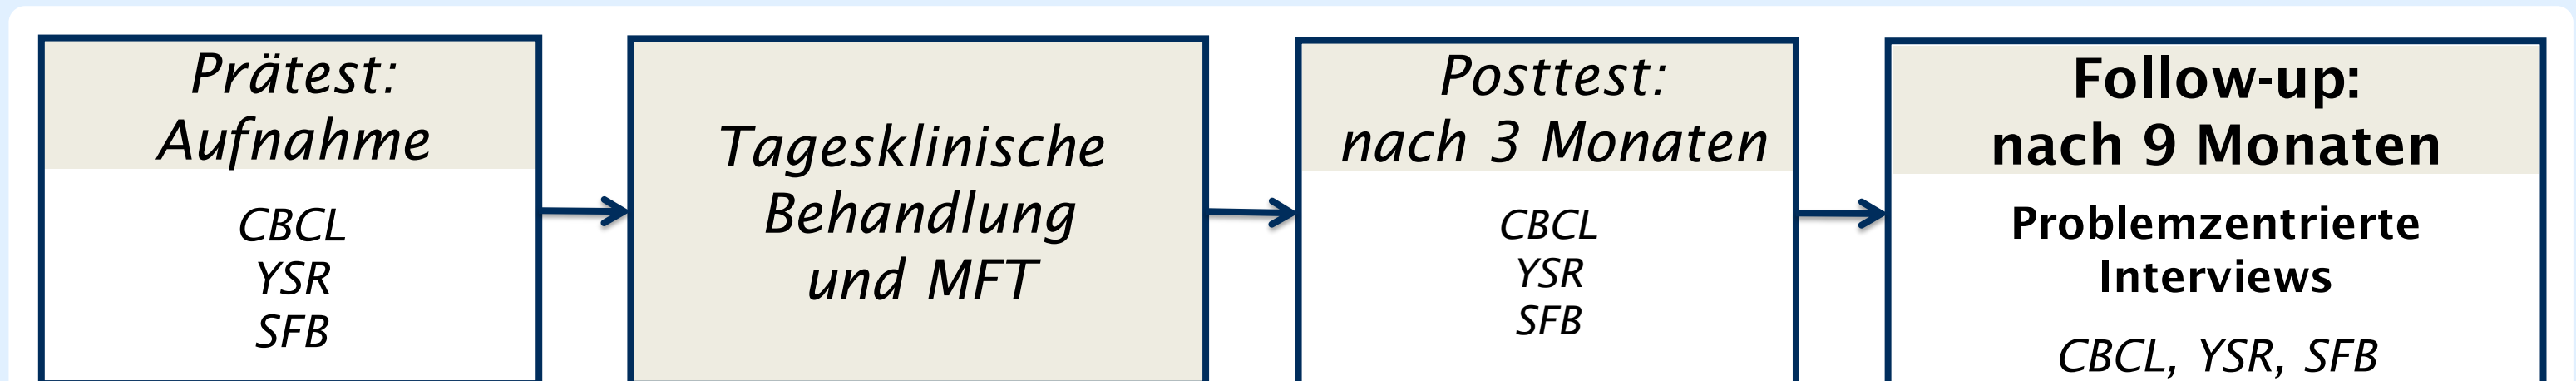 Prätest:
Aufnahme
CBCL
YSR
SFB
Tagesklinische
Behandlung
und MFT
Posttest:
nach 3 Monaten
CBCL
YSR
SFB
Follow-up:
nach 9 Monaten
Problemzentrierte
Interviews
CBCL, YSR, SFB